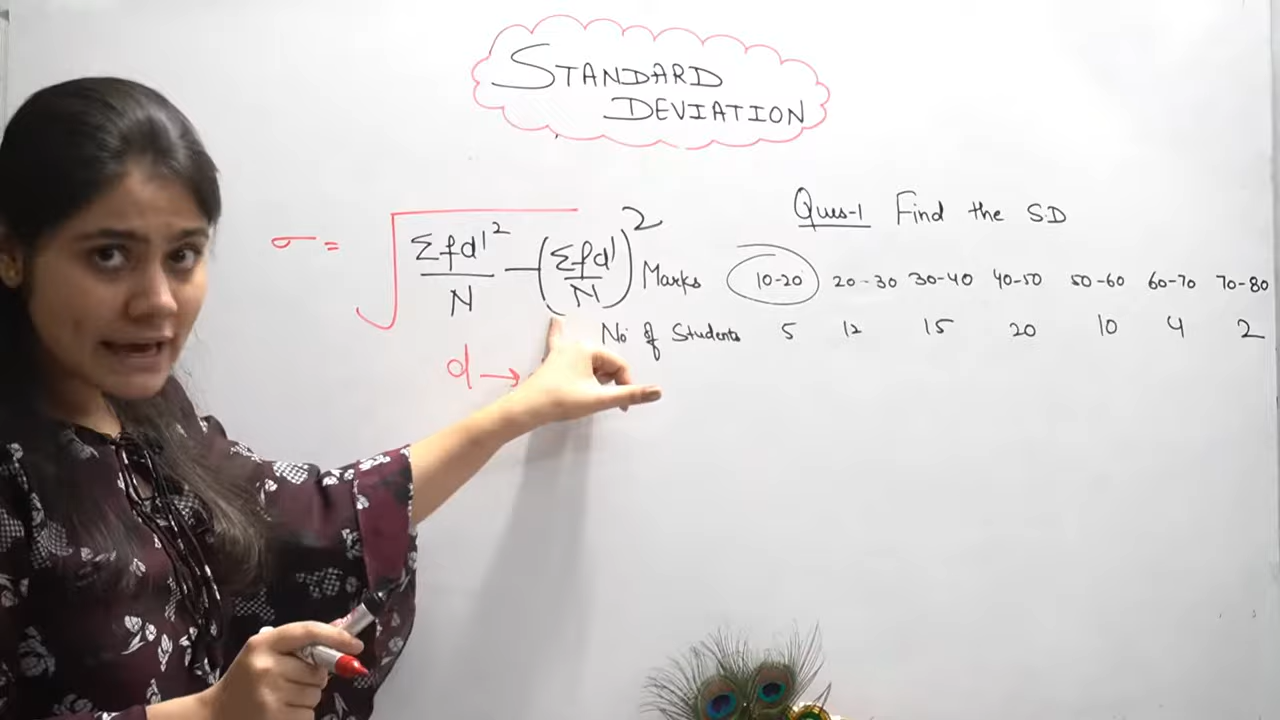 STANDARD
DEVIATION
σ = √ Σfd'²/N − (Σfd'/N)²
d →
Ques-1 Find the S.D
Marks 10-20 20-30 30-40 40-50 50-60 60-70 70-80
No of Students 5 12 15 20 10 4 2